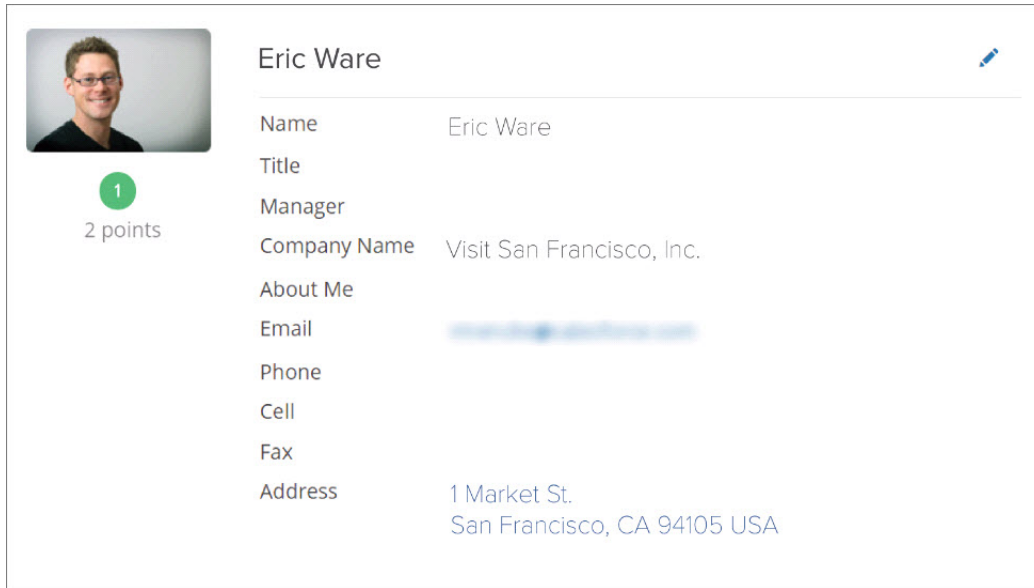 Eric Ware
1
2 points
Name Eric Ware
Title
Manager
Company Name Visit San Francisco, Inc.
About Me
Email
Phone
Cell
Fax
Address 1 Market St.
San Francisco, CA 94105 USA